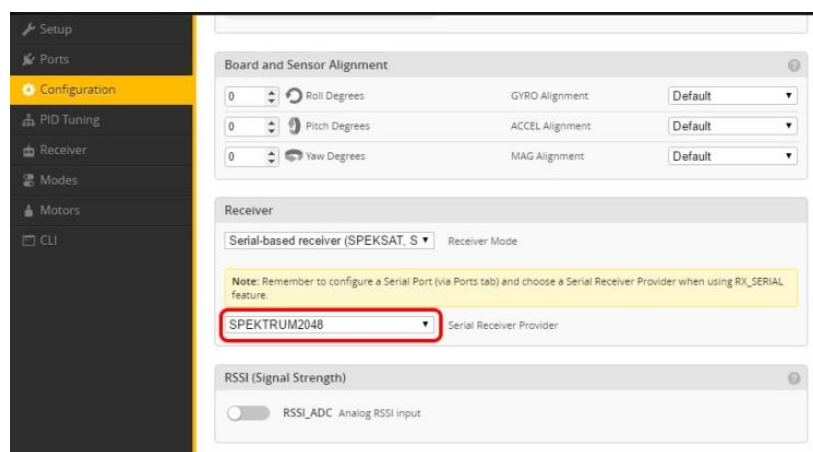 Setup
Ports
Configuration
PID Tuning
Receiver
Modes
Motors
CLI
Board and Sensor Alignment
0 Roll Degrees GYRO Alignment Default
0 Pitch Degrees ACCEL Alignment Default
0 Yaw Degrees MAG Alignment Default
Receiver
Serial-based receiver (SPEKSAT, S Receiver Mode
Note: Remember to configure a Serial Port (via Ports tab) and choose a Serial Receiver Provider when using RX_SERIAL
feature.
SPEKTRUM2048 Serial Receiver Provider
RSSI (Signal Strength)
RSSI_ADC Analog RSSI input